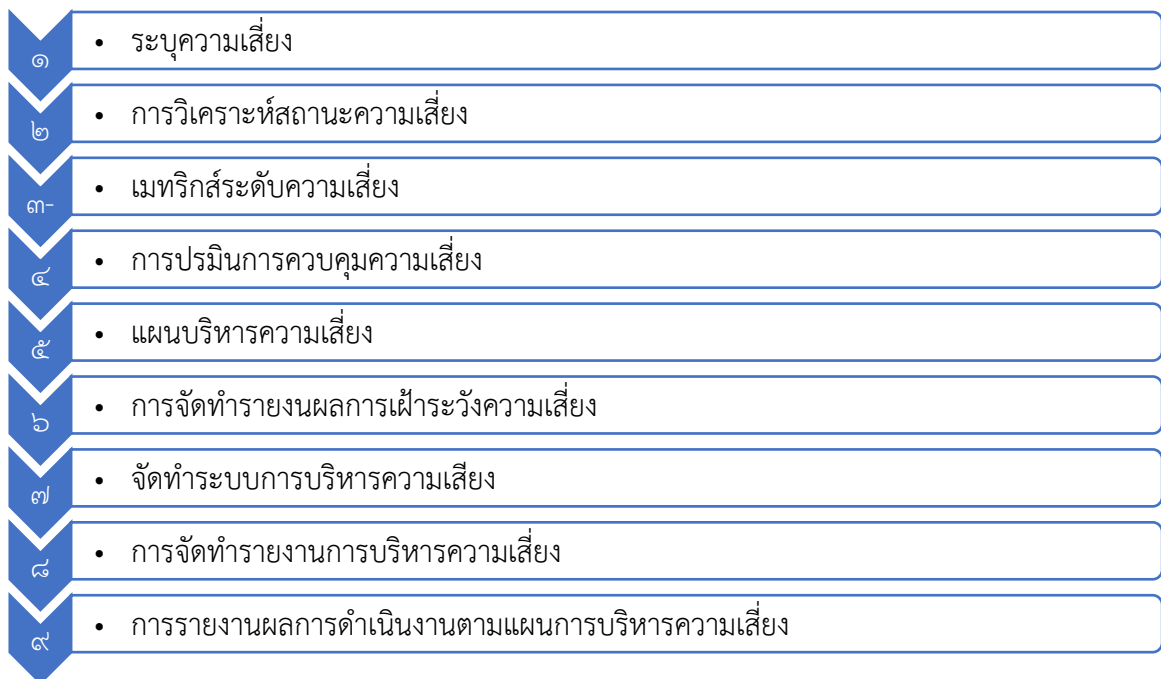 ๑
• ระบุความเสี่ยง
๒
• การวิเคราะห์สถานะความเสี่ยง
๓-
• เมทริกส์ระดับความเสี่ยง
๔
• การปรมินการควบคุมความเสี่ยง
๕
• แผนบริหารความเสี่ยง
๖
• การจัดทำรายงนผลการเฝ้าระวังความเสี่ยง
๗
• จัดทำระบบการบริหารความเสียง
๘
• การจัดทำรายงานการบริหารความเสี่ยง
๙
• การรายงานผลการดำเนินงานตามแผนการบริหารความเสี่ยง